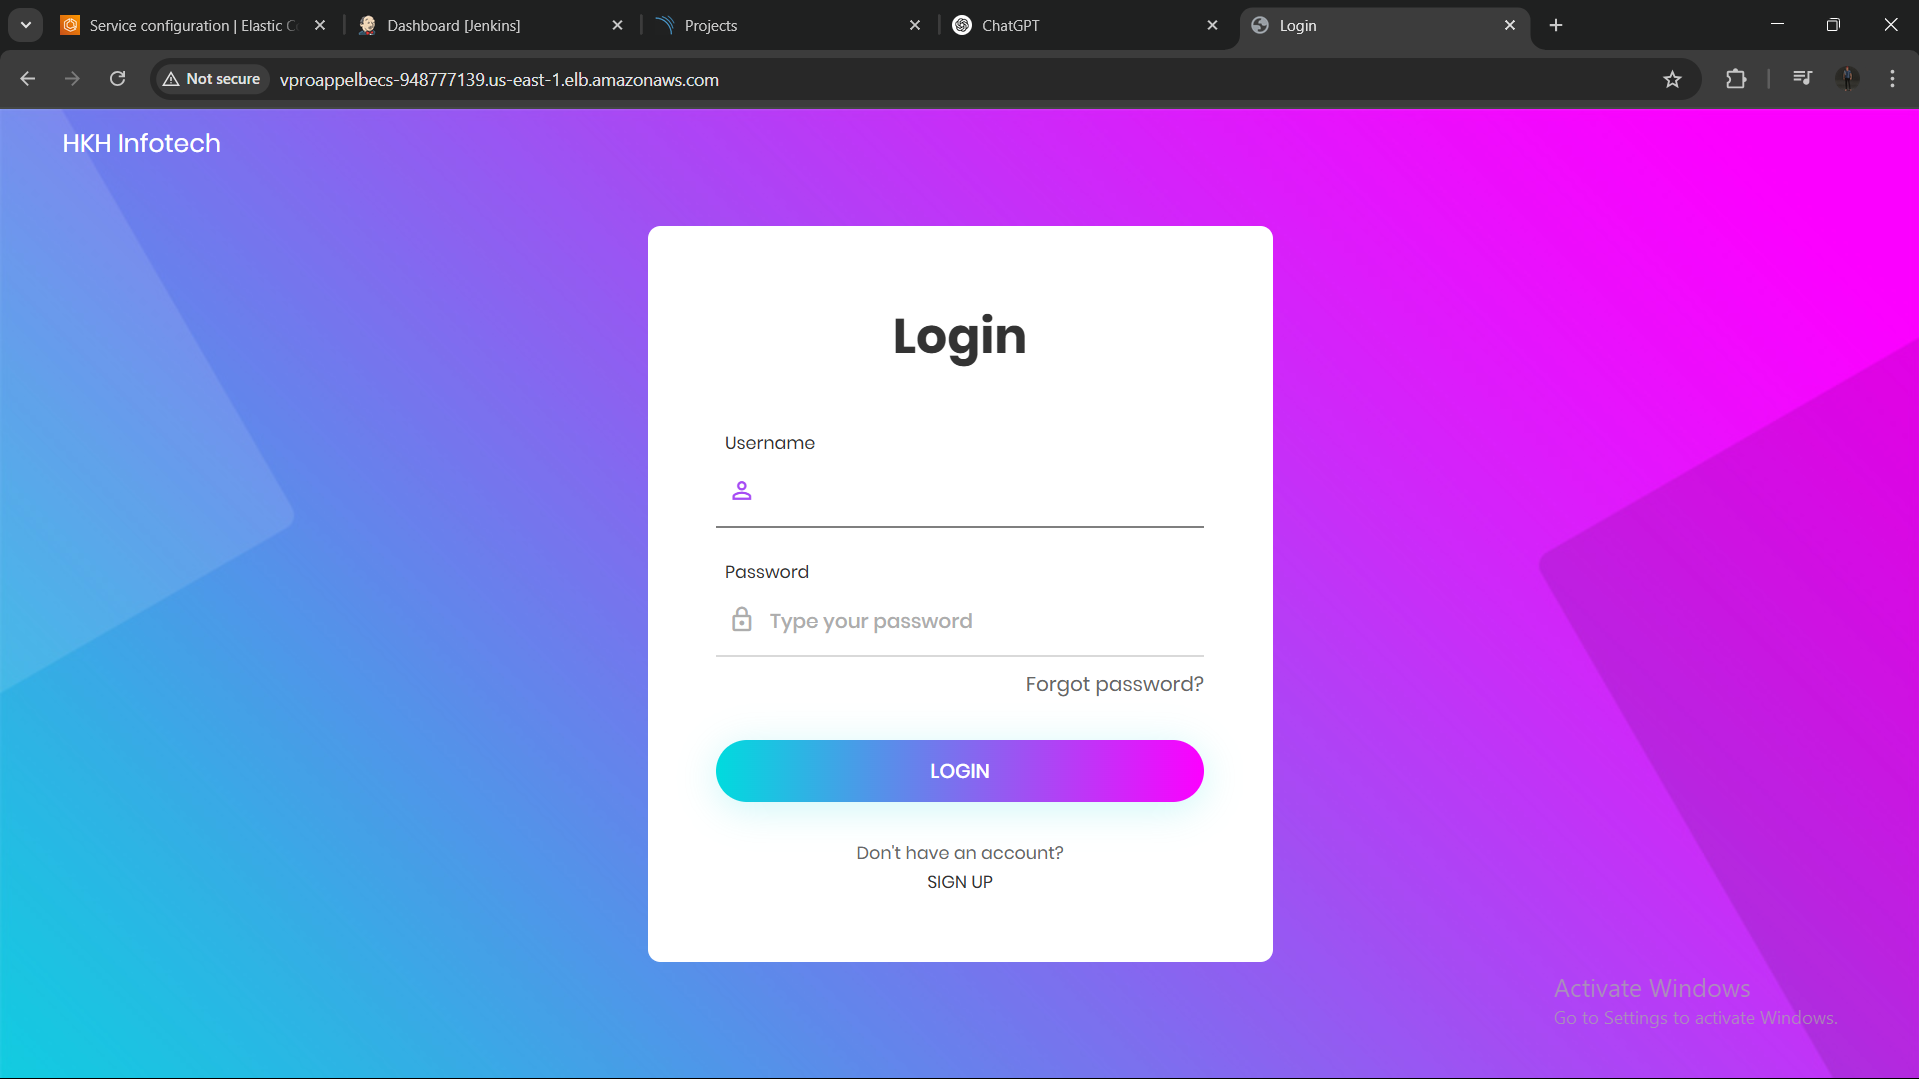 Service configuration | Elastic C
Dashboard [Jenkins]
Projects
ChatGPT
Login
Not secure
vproappelbecs-948777139.us-east-1.elb.amazonaws.com
HKH Infotech
Login
Username
Password
Type your password
Forgot password?
LOGIN
Don't have an account?
SIGN UP
Activate Windows
Go to Settings to activate Windows.